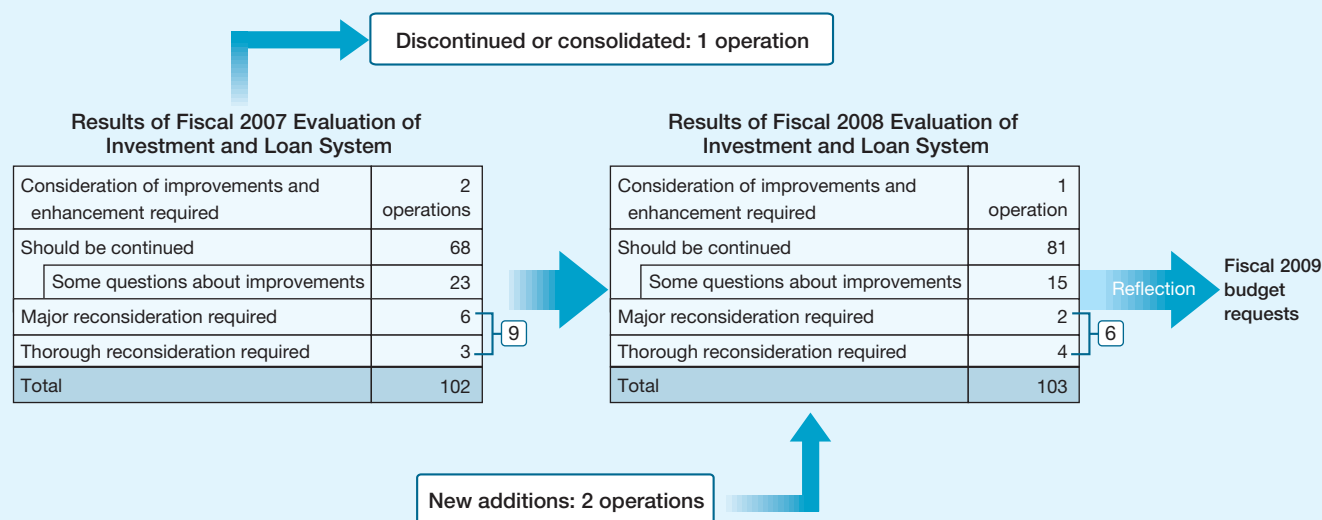 Discontinued or consolidated: 1 operation
Results of Fiscal 2007 Evaluation of
Investment and Loan System
Consideration of improvements and
enhancement required
2
operations
Should be continued 68
Some questions about improvements 23
Major reconsideration required 6
9
Thorough reconsideration required 3
Total 102
Results of Fiscal 2008 Evaluation of
Investment and Loan System
Consideration of improvements and
enhancement required
1
operation
Should be continued 81
Some questions about improvements 15
Major reconsideration required 2
6
Thorough reconsideration required 4
Total 103
Reflection
Fiscal 2009
budget
requests
New additions: 2 operations